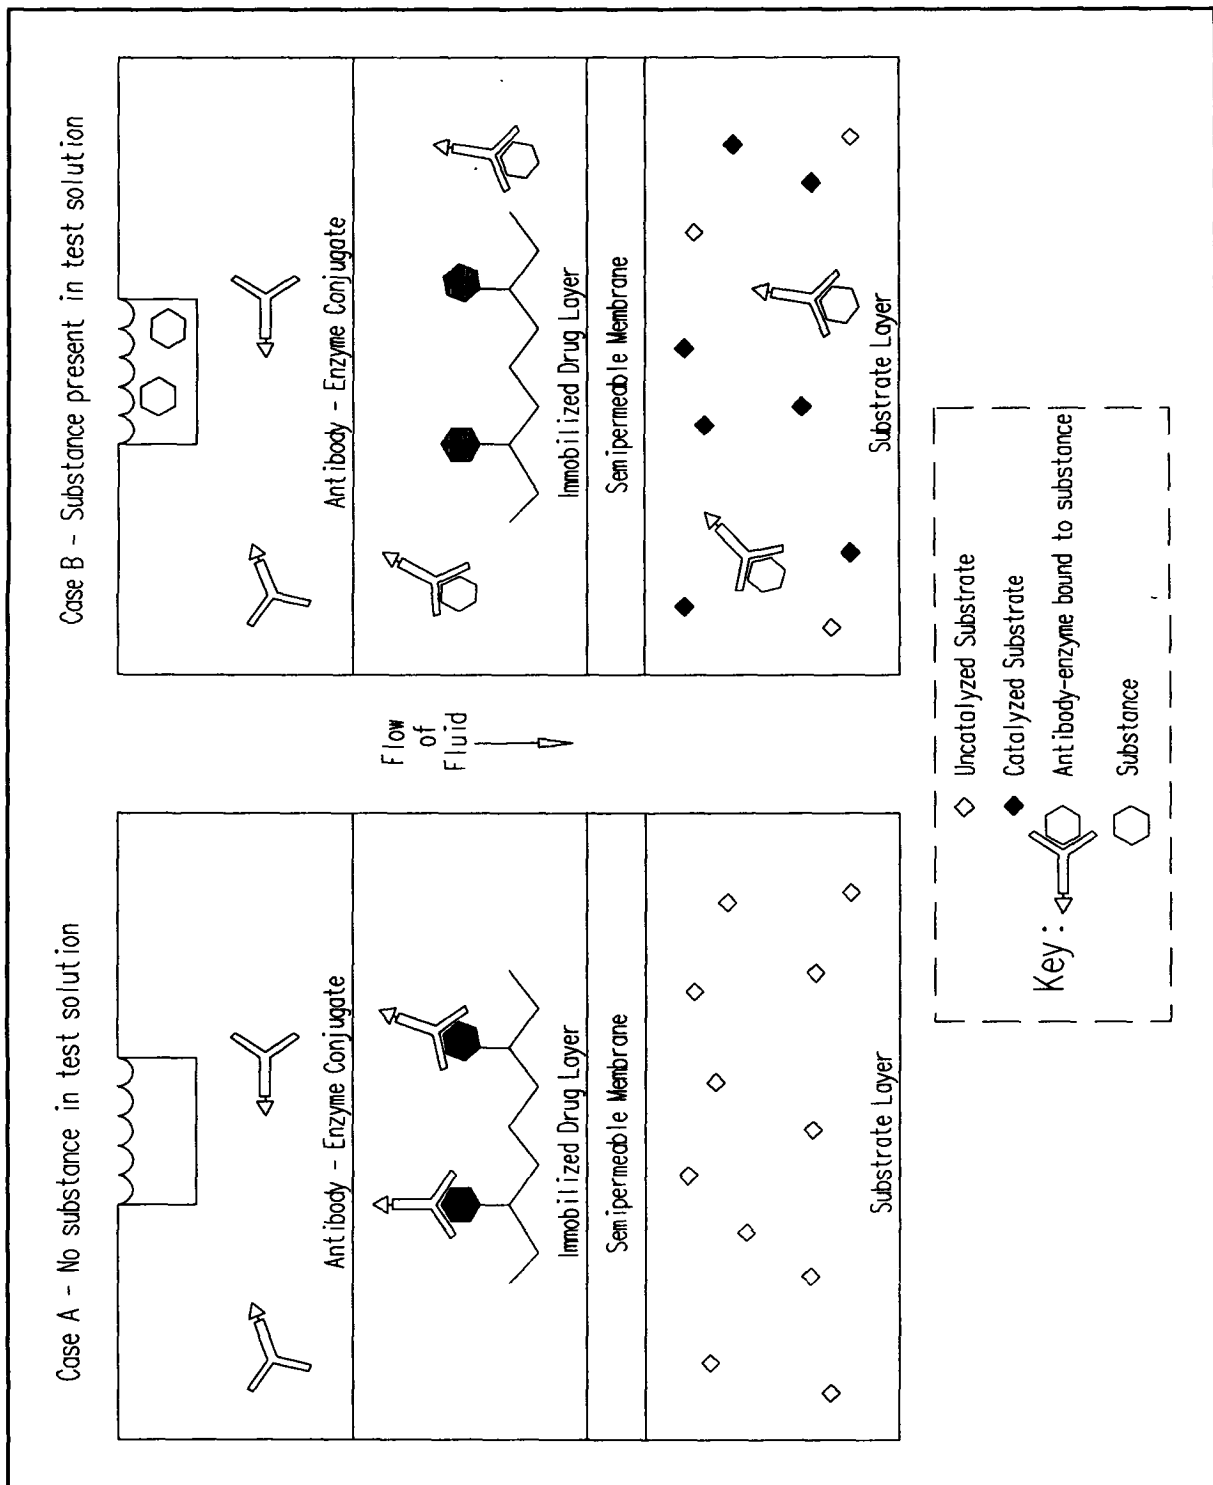 Case A - No substance in test solution
Antibody - Enzyme Conjugate
Immobilized Drug Layer
Semipermeable Membrane
Substrate Layer
Flow
of
Fluid
Case B - Substance present in test solution
Antibody - Enzyme Conjugate
Immobilized Drug Layer
Semipermeable Membrane
Substrate Layer
Key:
Uncatalyzed Substrate
Catalyzed Substrate
Antibody-enzyme bound to substance
Substance